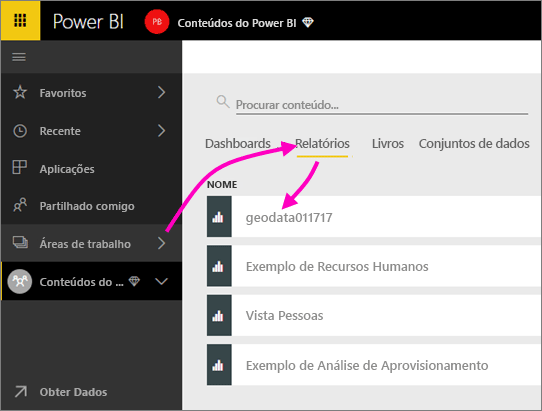 Power BI
PB
Conteúdos do Power BI
Favoritos
Recente
Aplicações
Partilhado comigo
Áreas de trabalho
Conteúdos do ...
Obter Dados
Procurar conteúdo...
Dashboards Relatórios Livros Conjuntos de dados
NOME
geodata011717
Exemplo de Recursos Humanos
Vista Pessoas
Exemplo de Análise de Aprovisionamento